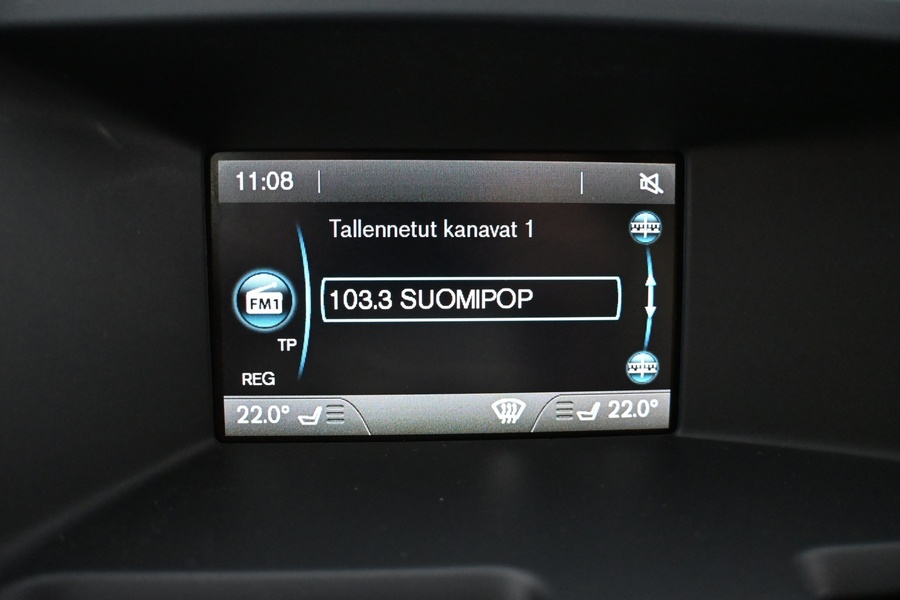 11:08
Tallennetut kanavat 1
FM1
103.3 SUOMIPOP
TP
REG
22.0° 22.0°